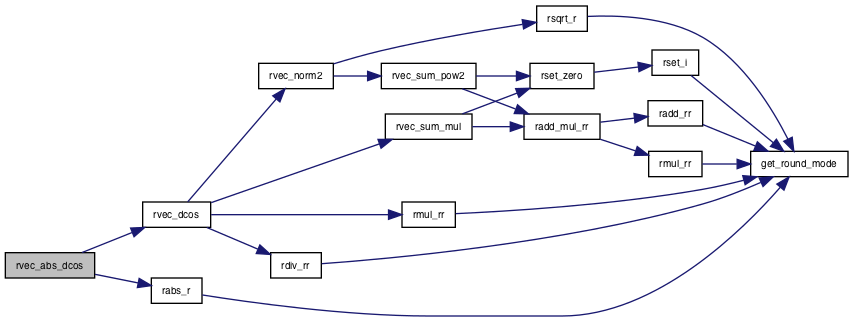 rsqrt_r
rvec_norm2
rvec_sum_pow2
rset_zero
rset_i
rvec_sum_mul
radd_mul_rr
radd_rr
rmul_rr
get_round_mode
rvec_dcos
rmul_rr
rdiv_rr
rvec_abs_dcos
rabs_r